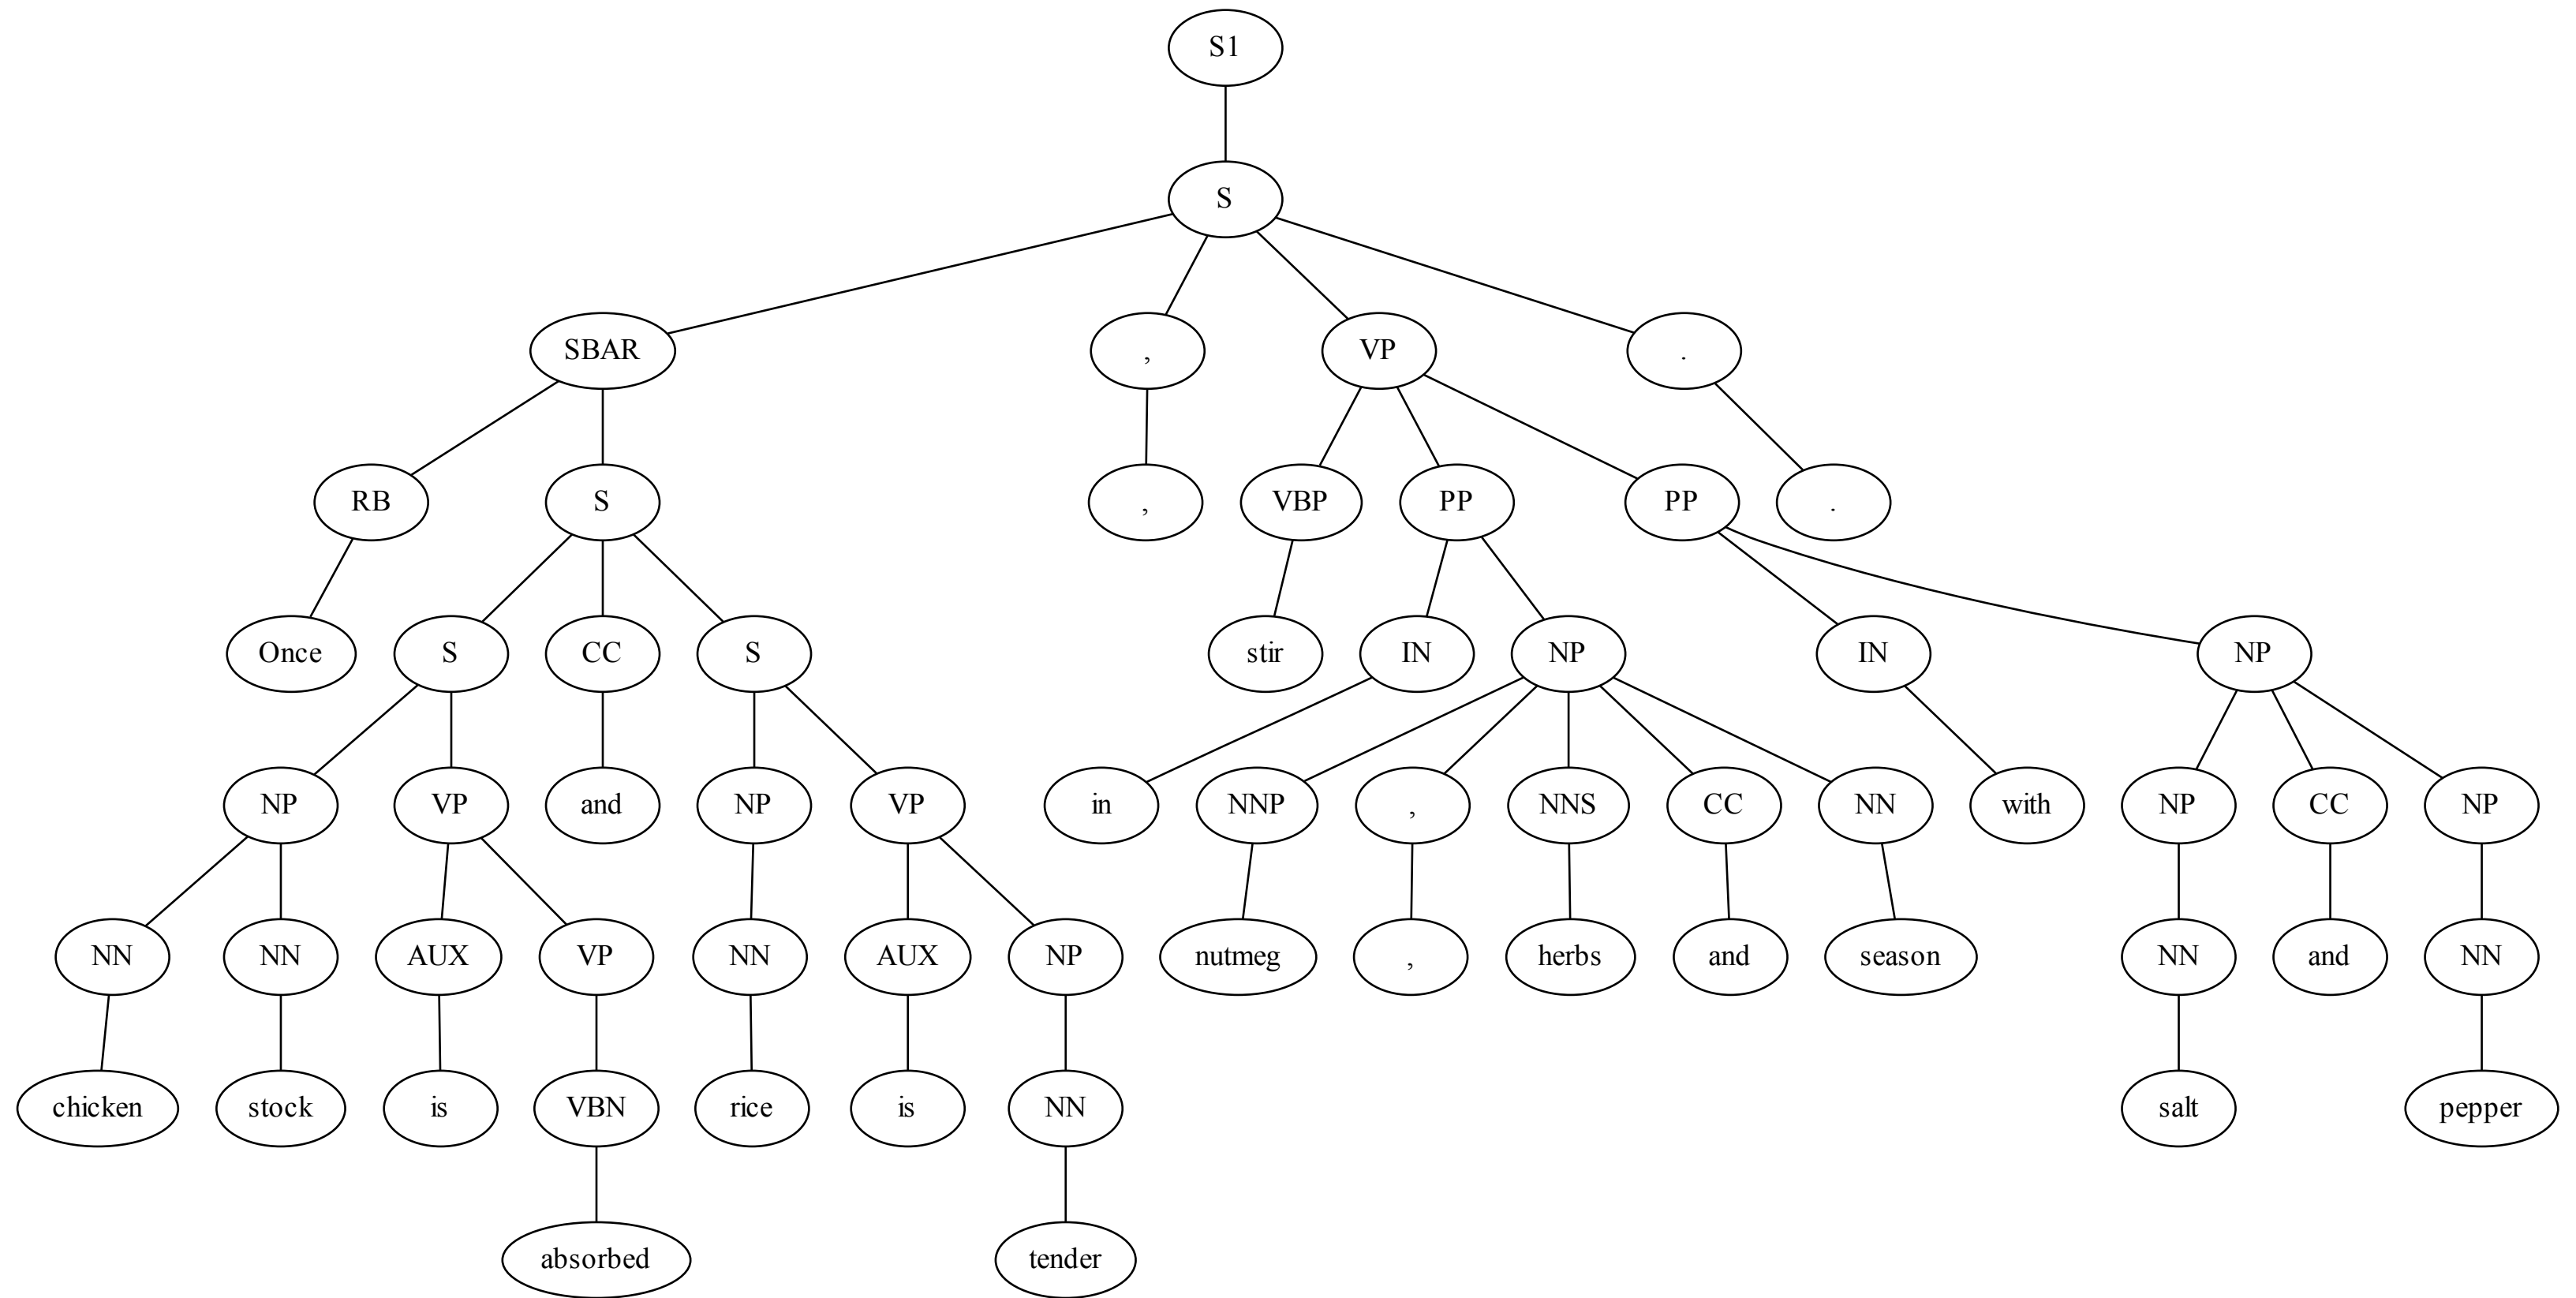 S1
S
SBAR , VP .
RB S , VBP PP PP .
Once S CC S stir IN NP IN NP
NP VP and NP VP in NNP , NNS CC NN with NP CC NP
NN NN AUX VP NN AUX NP nutmeg , herbs and season NN and NN
chicken stock is VBN rice is NN salt pepper
absorbed tender